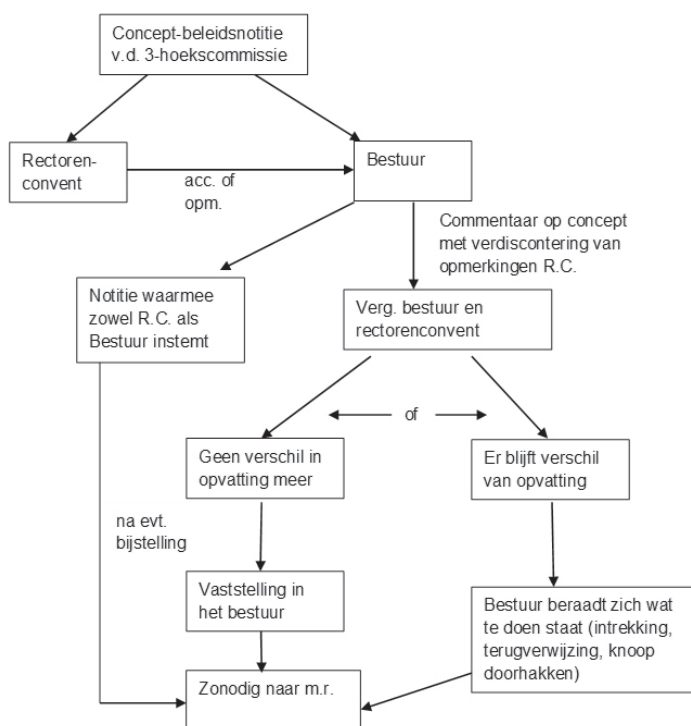 Concept-beleidsnotitie
v.d. 3-hoekscommissie
Rectoren-
convent
acc. of
opm.
Bestuur
Commentaar op concept
met verdiscontering van
opmerkingen R.C.
Notitie waarmee
zowel R.C. als
Bestuur instemt
Verg. bestuur en
rectorenconvent
of
Geen verschil in
opvatting meer
Er blijft verschil
van opvatting
na evt.
bijstelling
Vaststelling in
het bestuur
Bestuur beraadt zich wat
te doen staat (intrekking,
terugverwijzing, knoop
doorhakken)
Zonodig naar m.r.